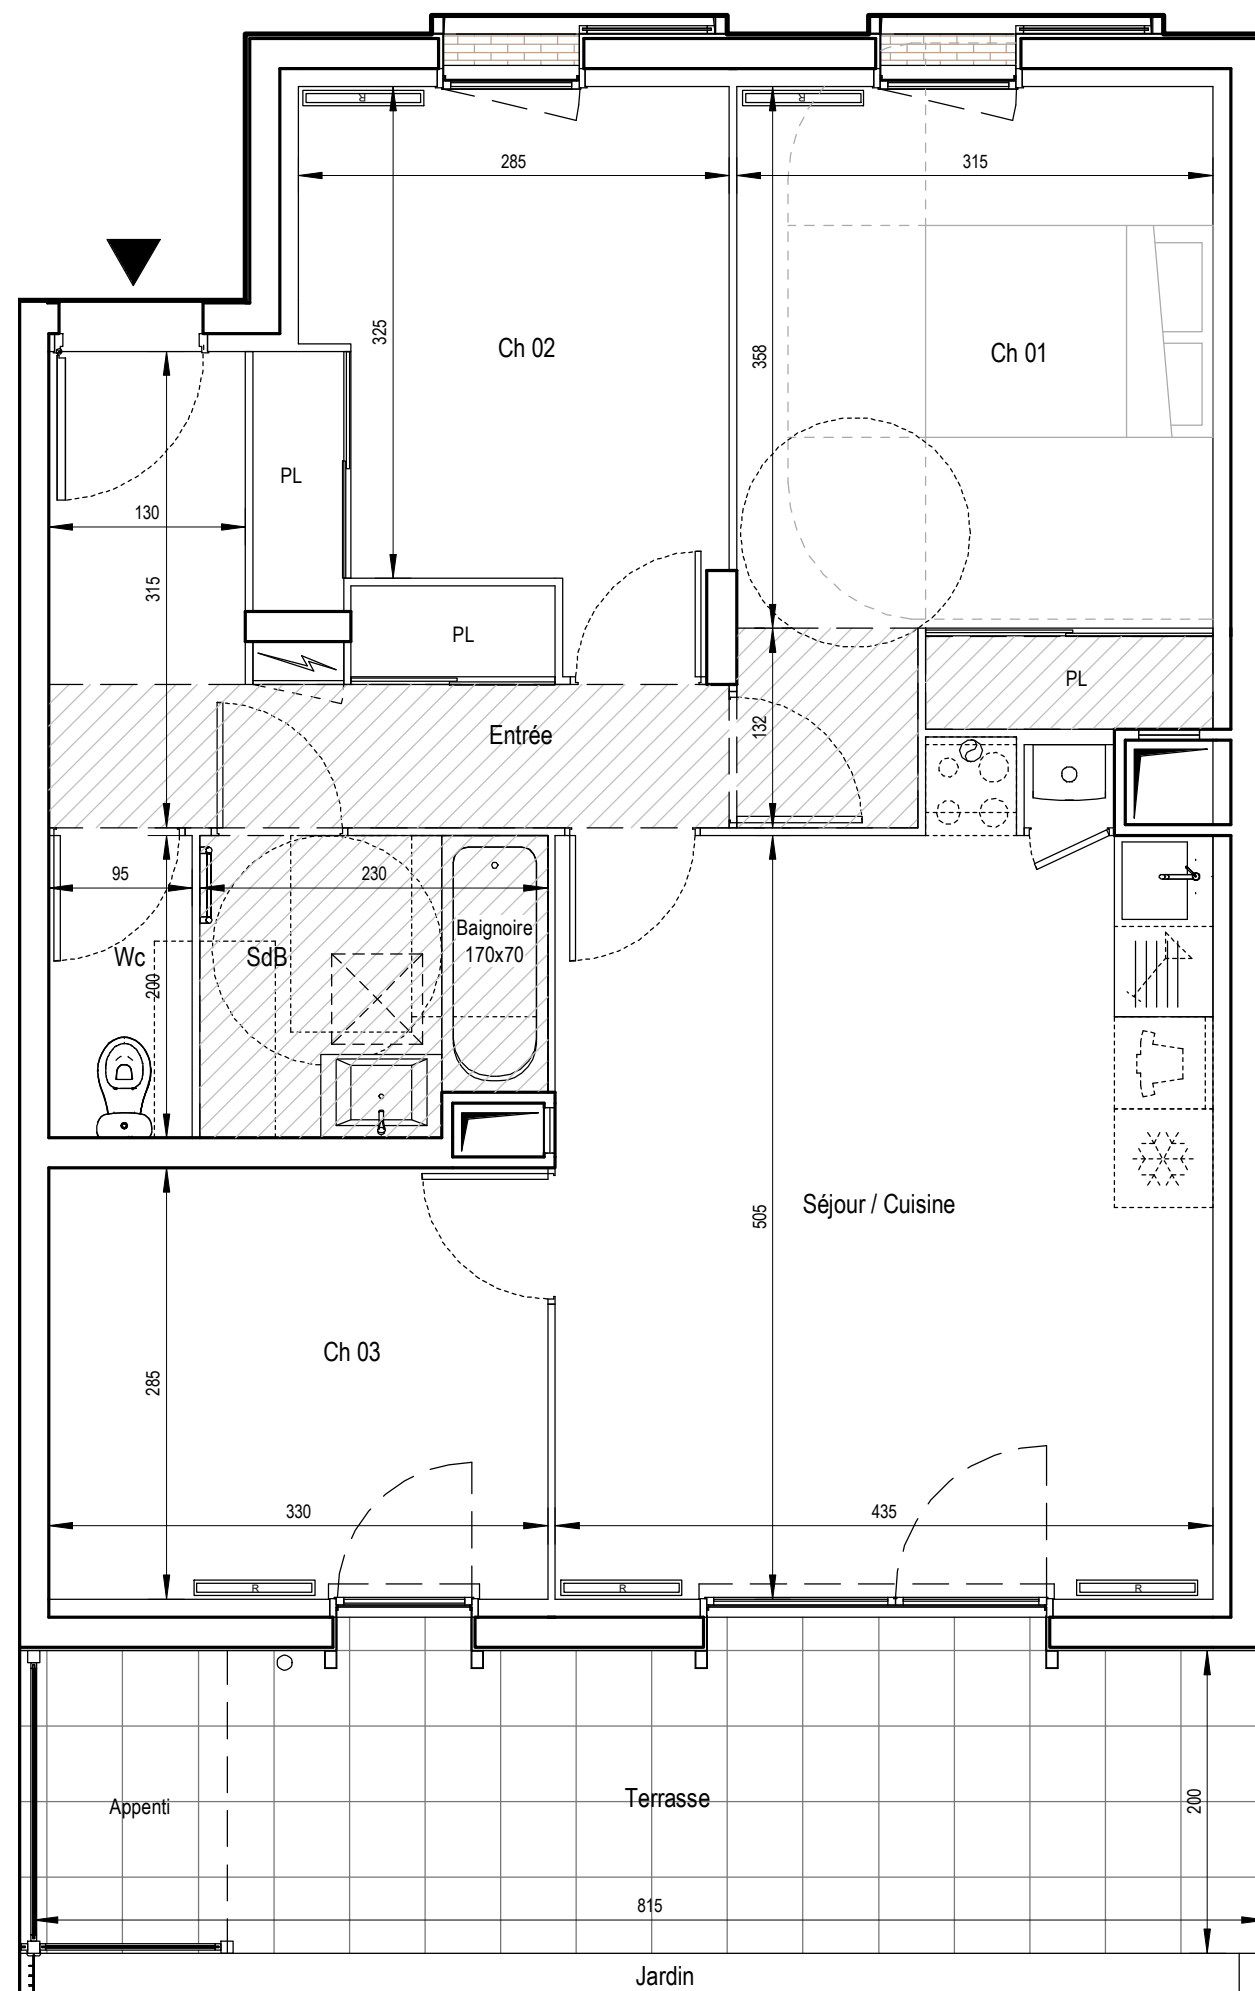 R
R
285
315
325
358
Ch 02
Ch 01
PL
130
315
PL
PL
132
Entrée
95
230
Baignoire
170x70
Wc
SdB
200
505
Séjour / Cuisine
Ch 03
285
330
435
R
R
R
Appenti
Terrasse
200
815
Jardin